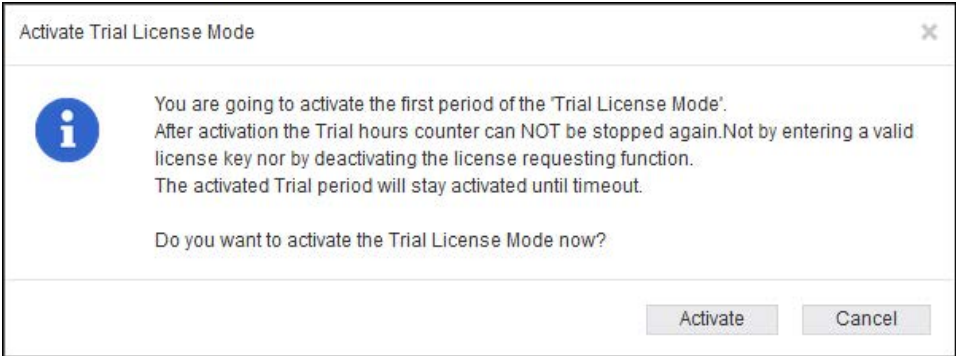 Activate Trial License Mode
You are going to activate the first period of the 'Trial License Mode'.
After activation the Trial hours counter can NOT be stopped again.Not by entering a valid
license key nor by deactivating the license requesting function.
The activated Trial period will stay activated until timeout.
Do you want to activate the Trial License Mode now?
Activate
Cancel